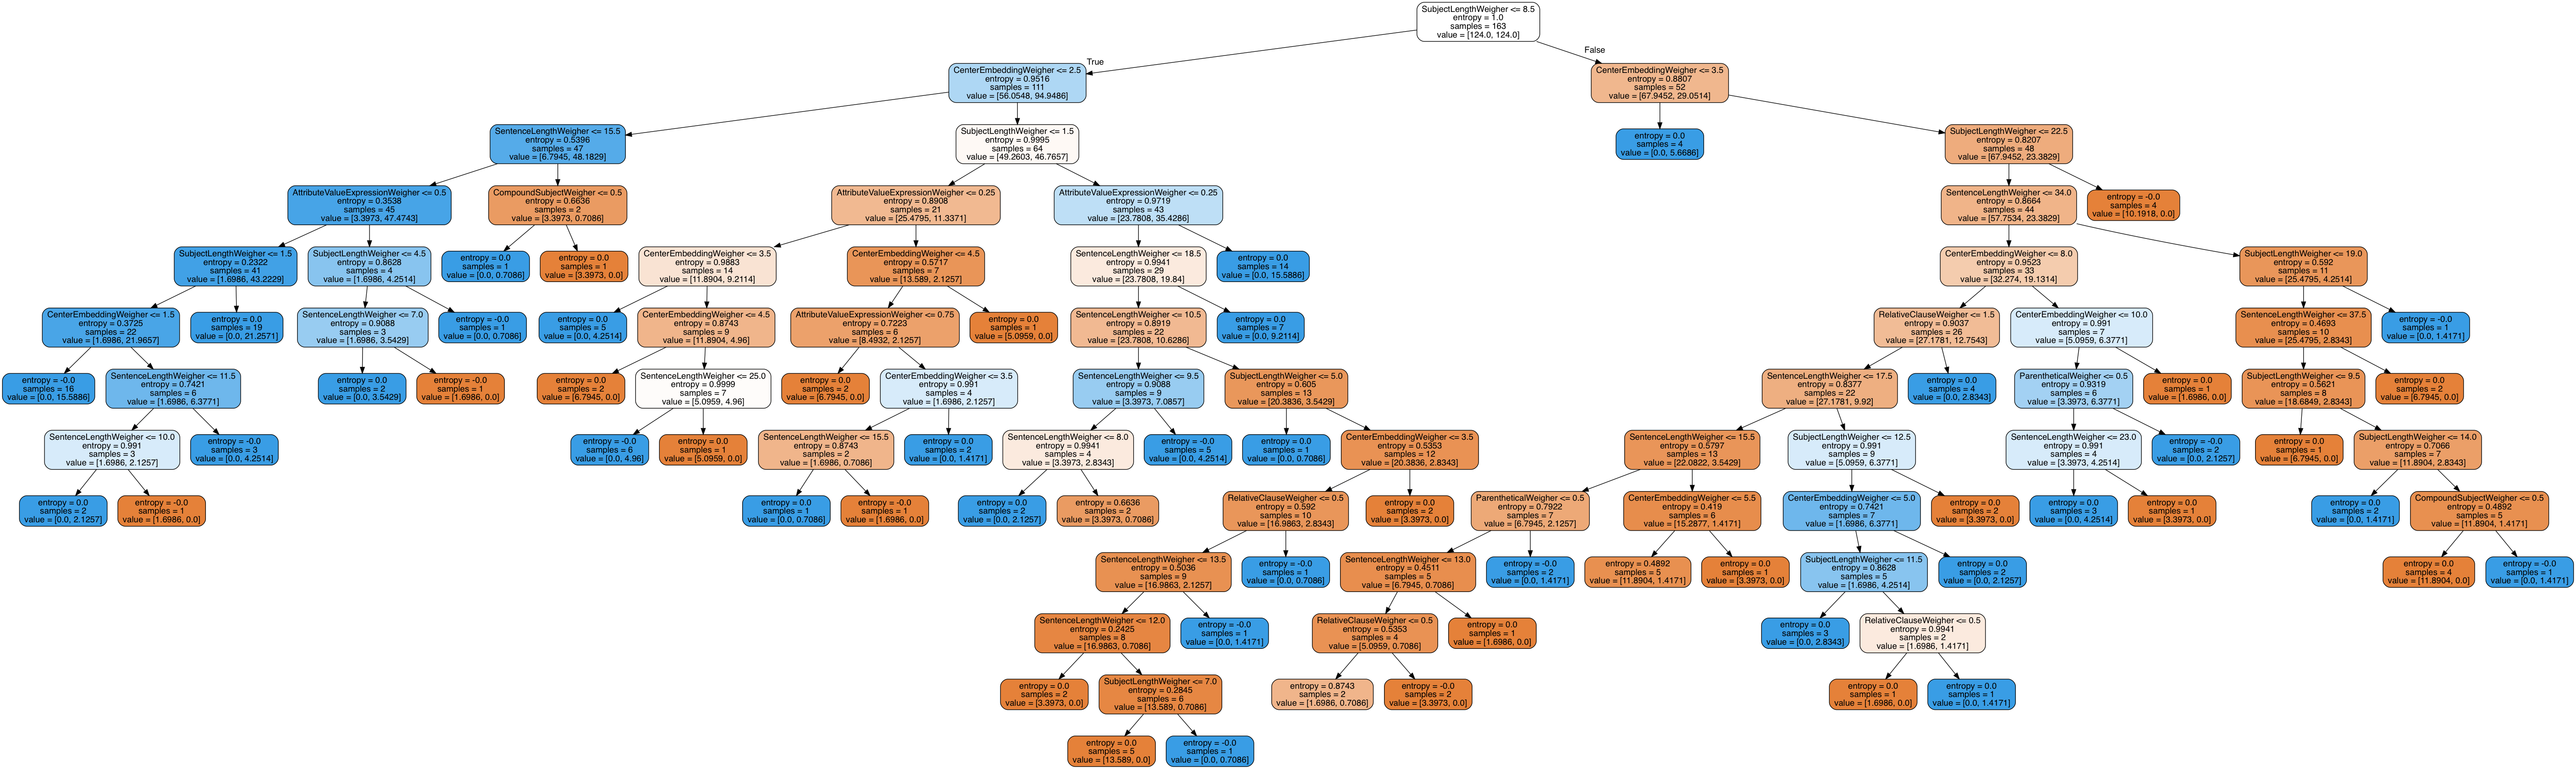 SubjectLengthWeigher <= 8.5
entropy = 1.0
samples = 163
value = [124.0, 124.0]
True
False
CenterEmbeddingWeigher <= 2.5
entropy = 0.9516
samples = 111
value = [56.0548, 94.9486]
CenterEmbeddingWeigher <= 3.5
entropy = 0.8807
samples = 52
value = [67.9452, 29.0514]
SentenceLengthWeigher <= 15.5
entropy = 0.5396
samples = 47
value = [6.7945, 48.1829]
SubjectLengthWeigher <= 1.5
entropy = 0.9995
samples = 64
value = [49.2603, 46.7657]
entropy = 0.0
samples = 4
value = [0.0, 5.6686]
SubjectLengthWeigher <= 22.5
entropy = 0.8207
samples = 48
value = [67.9452, 23.3829]
AttributeValueExpressionWeigher <= 0.5
entropy = 0.3538
samples = 45
value = [3.3973, 47.4743]
CompoundSubjectWeigher <= 0.5
entropy = 0.6636
samples = 2
value = [3.3973, 0.7086]
AttributeValueExpressionWeigher <= 0.25
entropy = 0.8908
samples = 21
value = [25.4795, 11.3371]
AttributeValueExpressionWeigher <= 0.25
entropy = 0.9719
samples = 43
value = [23.7808, 35.4286]
SentenceLengthWeigher <= 34.0
entropy = 0.8664
samples = 44
value = [57.7534, 23.3829]
entropy = -0.0
samples = 4
value = [10.1918, 0.0]
SubjectLengthWeigher <= 1.5
entropy = 0.2322
samples = 41
value = [1.6986, 43.2229]
SubjectLengthWeigher <= 4.5
entropy = 0.8628
samples = 4
value = [1.6986, 4.2514]
entropy = 0.0
samples = 1
value = [0.0, 0.7086]
entropy = 0.0
samples = 1
value = [3.3973, 0.0]
CenterEmbeddingWeigher <= 3.5
entropy = 0.9883
samples = 14
value = [11.8904, 9.2114]
CenterEmbeddingWeigher <= 4.5
entropy = 0.5717
samples = 7
value = [13.589, 2.1257]
SentenceLengthWeigher <= 18.5
entropy = 0.9941
samples = 29
value = [23.7808, 19.84]
entropy = 0.0
samples = 14
value = [0.0, 15.5886]
CenterEmbeddingWeigher <= 8.0
entropy = 0.9523
samples = 33
value = [32.274, 19.1314]
SubjectLengthWeigher <= 19.0
entropy = 0.592
samples = 11
value = [25.4795, 4.2514]
CenterEmbeddingWeigher <= 1.5
entropy = 0.3725
samples = 22
value = [1.6986, 21.9657]
entropy = 0.0
samples = 19
value = [0.0, 21.2571]
SentenceLengthWeigher <= 7.0
entropy = 0.9088
samples = 3
value = [1.6986, 3.5429]
entropy = -0.0
samples = 1
value = [0.0, 0.7086]
entropy = 0.0
samples = 5
value = [0.0, 4.2514]
CenterEmbeddingWeigher <= 4.5
entropy = 0.8743
samples = 9
value = [11.8904, 4.96]
AttributeValueExpressionWeigher <= 0.75
entropy = 0.7223
samples = 6
value = [8.4932, 2.1257]
entropy = 0.0
samples = 1
value = [5.0959, 0.0]
SentenceLengthWeigher <= 10.5
entropy = 0.8919
samples = 22
value = [23.7808, 10.6286]
entropy = 0.0
samples = 7
value = [0.0, 9.2114]
RelativeClauseWeigher <= 1.5
entropy = 0.9037
samples = 26
value = [27.1781, 12.7543]
CenterEmbeddingWeigher <= 10.0
entropy = 0.991
samples = 7
value = [5.0959, 6.3771]
SentenceLengthWeigher <= 37.5
entropy = 0.4693
samples = 10
value = [25.4795, 2.8343]
entropy = -0.0
samples = 1
value = [0.0, 1.4171]
entropy = -0.0
samples = 16
value = [0.0, 15.5886]
SentenceLengthWeigher <= 11.5
entropy = 0.7421
samples = 6
value = [1.6986, 6.3771]
entropy = 0.0
samples = 2
value = [0.0, 3.5429]
entropy = -0.0
samples = 1
value = [1.6986, 0.0]
entropy = 0.0
samples = 2
value = [6.7945, 0.0]
SentenceLengthWeigher <= 25.0
entropy = 0.9999
samples = 7
value = [5.0959, 4.96]
entropy = 0.0
samples = 2
value = [6.7945, 0.0]
CenterEmbeddingWeigher <= 3.5
entropy = 0.991
samples = 4
value = [1.6986, 2.1257]
SentenceLengthWeigher <= 9.5
entropy = 0.9088
samples = 9
value = [3.3973, 7.0857]
SubjectLengthWeigher <= 5.0
entropy = 0.605
samples = 13
value = [20.3836, 3.5429]
SentenceLengthWeigher <= 17.5
entropy = 0.8377
samples = 22
value = [27.1781, 9.92]
entropy = 0.0
samples = 4
value = [0.0, 2.8343]
ParentheticalWeigher <= 0.5
entropy = 0.9319
samples = 6
value = [3.3973, 6.3771]
entropy = 0.0
samples = 1
value = [1.6986, 0.0]
SubjectLengthWeigher <= 9.5
entropy = 0.5621
samples = 8
value = [18.6849, 2.8343]
entropy = 0.0
samples = 2
value = [6.7945, 0.0]
SentenceLengthWeigher <= 10.0
entropy = 0.991
samples = 3
value = [1.6986, 2.1257]
entropy = -0.0
samples = 3
value = [0.0, 4.2514]
entropy = -0.0
samples = 6
value = [0.0, 4.96]
entropy = 0.0
samples = 1
value = [5.0959, 0.0]
SentenceLengthWeigher <= 15.5
entropy = 0.8743
samples = 2
value = [1.6986, 0.7086]
entropy = 0.0
samples = 2
value = [0.0, 1.4171]
SentenceLengthWeigher <= 8.0
entropy = 0.9941
samples = 4
value = [3.3973, 2.8343]
entropy = -0.0
samples = 5
value = [0.0, 4.2514]
entropy = 0.0
samples = 1
value = [0.0, 0.7086]
CenterEmbeddingWeigher <= 3.5
entropy = 0.5353
samples = 12
value = [20.3836, 2.8343]
SentenceLengthWeigher <= 15.5
entropy = 0.5797
samples = 13
value = [22.0822, 3.5429]
SubjectLengthWeigher <= 12.5
entropy = 0.991
samples = 9
value = [5.0959, 6.3771]
SentenceLengthWeigher <= 23.0
entropy = 0.991
samples = 4
value = [3.3973, 4.2514]
entropy = -0.0
samples = 2
value = [0.0, 2.1257]
entropy = 0.0
samples = 1
value = [6.7945, 0.0]
SubjectLengthWeigher <= 14.0
entropy = 0.7066
samples = 7
value = [11.8904, 2.8343]
entropy = 0.0
samples = 2
value = [0.0, 2.1257]
entropy = -0.0
samples = 1
value = [1.6986, 0.0]
entropy = 0.0
samples = 1
value = [0.0, 0.7086]
entropy = -0.0
samples = 1
value = [1.6986, 0.0]
entropy = 0.0
samples = 2
value = [0.0, 2.1257]
entropy = 0.6636
samples = 2
value = [3.3973, 0.7086]
RelativeClauseWeigher <= 0.5
entropy = 0.592
samples = 10
value = [16.9863, 2.8343]
entropy = 0.0
samples = 2
value = [3.3973, 0.0]
ParentheticalWeigher <= 0.5
entropy = 0.7922
samples = 7
value = [6.7945, 2.1257]
CenterEmbeddingWeigher <= 5.5
entropy = 0.419
samples = 6
value = [15.2877, 1.4171]
CenterEmbeddingWeigher <= 5.0
entropy = 0.7421
samples = 7
value = [1.6986, 6.3771]
entropy = 0.0
samples = 2
value = [3.3973, 0.0]
entropy = 0.0
samples = 3
value = [0.0, 4.2514]
entropy = 0.0
samples = 1
value = [3.3973, 0.0]
entropy = 0.0
samples = 2
value = [0.0, 1.4171]
CompoundSubjectWeigher <= 0.5
entropy = 0.4892
samples = 5
value = [11.8904, 1.4171]
SentenceLengthWeigher <= 13.5
entropy = 0.5036
samples = 9
value = [16.9863, 2.1257]
entropy = -0.0
samples = 1
value = [0.0, 0.7086]
SentenceLengthWeigher <= 13.0
entropy = 0.4511
samples = 5
value = [6.7945, 0.7086]
entropy = -0.0
samples = 2
value = [0.0, 1.4171]
entropy = 0.4892
samples = 5
value = [11.8904, 1.4171]
entropy = 0.0
samples = 1
value = [3.3973, 0.0]
SubjectLengthWeigher <= 11.5
entropy = 0.8628
samples = 5
value = [1.6986, 4.2514]
entropy = 0.0
samples = 2
value = [0.0, 2.1257]
entropy = 0.0
samples = 4
value = [11.8904, 0.0]
entropy = -0.0
samples = 1
value = [0.0, 1.4171]
SentenceLengthWeigher <= 12.0
entropy = 0.2425
samples = 8
value = [16.9863, 0.7086]
entropy = -0.0
samples = 1
value = [0.0, 1.4171]
RelativeClauseWeigher <= 0.5
entropy = 0.5353
samples = 4
value = [5.0959, 0.7086]
entropy = 0.0
samples = 1
value = [1.6986, 0.0]
entropy = 0.0
samples = 3
value = [0.0, 2.8343]
RelativeClauseWeigher <= 0.5
entropy = 0.9941
samples = 2
value = [1.6986, 1.4171]
entropy = 0.0
samples = 2
value = [3.3973, 0.0]
SubjectLengthWeigher <= 7.0
entropy = 0.2845
samples = 6
value = [13.589, 0.7086]
entropy = 0.8743
samples = 2
value = [1.6986, 0.7086]
entropy = -0.0
samples = 2
value = [3.3973, 0.0]
entropy = 0.0
samples = 1
value = [1.6986, 0.0]
entropy = 0.0
samples = 1
value = [0.0, 1.4171]
entropy = 0.0
samples = 5
value = [13.589, 0.0]
entropy = -0.0
samples = 1
value = [0.0, 0.7086]